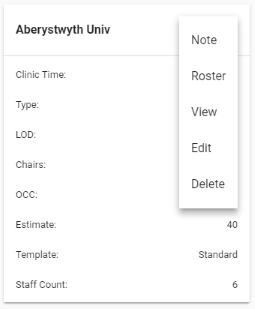 Aberystwyth Univ
Note
Roster
Clinic Time:
Type:
View
LOD:
Edit
Chairs:
Delete
OCC:
Estimate: 40
Template: Standard
Staff Count: 6